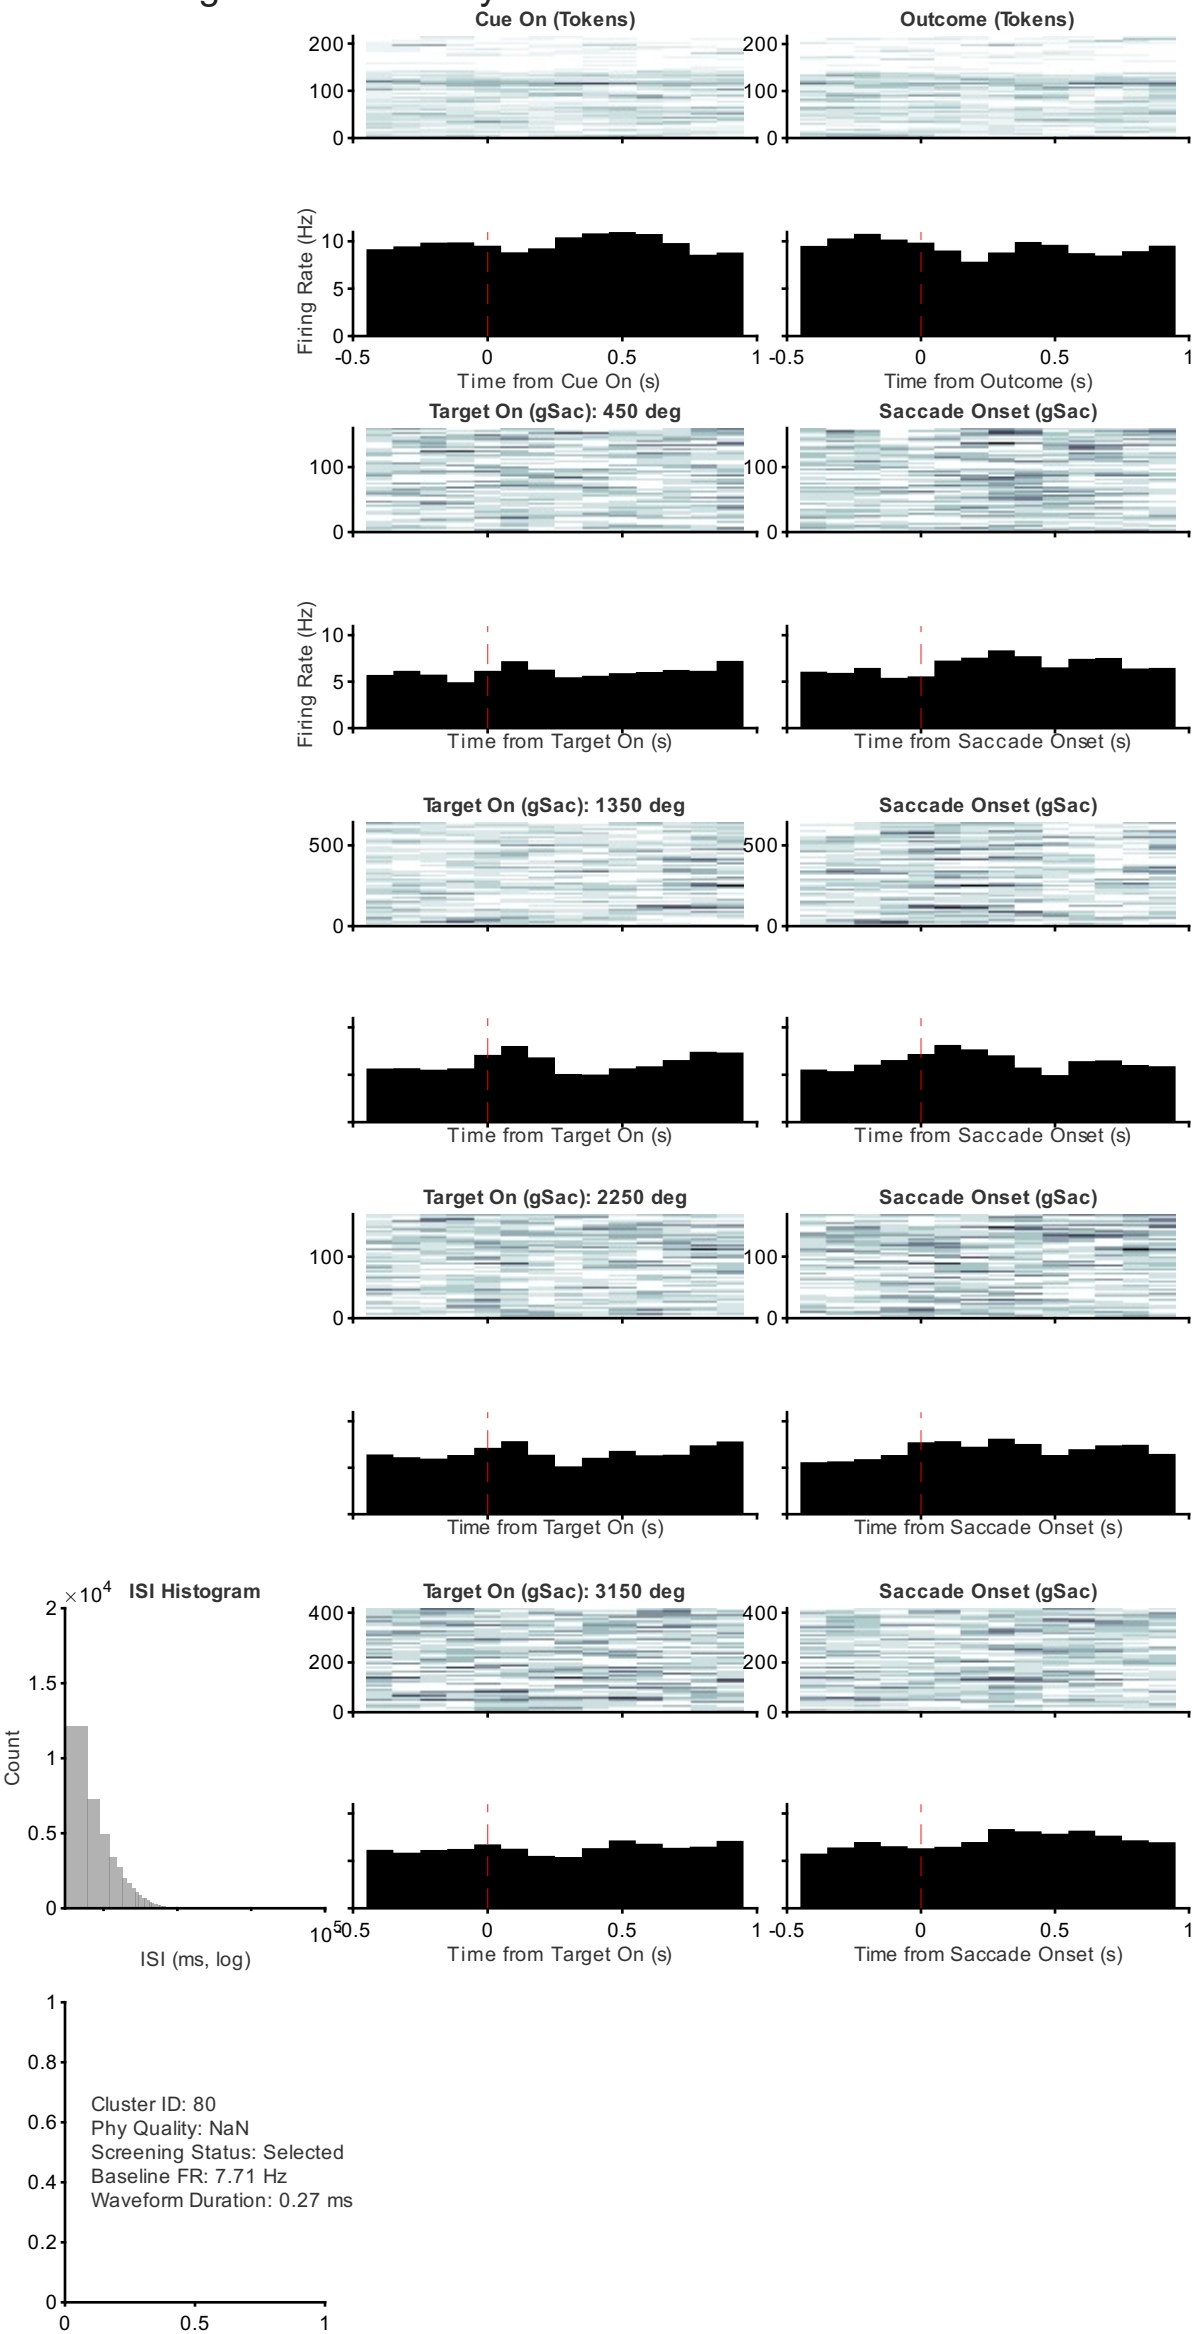 Cue On (Tokens)
Outcome (Tokens)
200
100
0
200
100
0
Firing Rate (Hz)
10
5
0
-0.5
0
0.5
1
-0.5
0
0.5
1
Time from Cue On (s)
Time from Outcome (s)
Target On (gSac): 450 deg
Saccade Onset (gSac)
100
0
100
0
Firing Rate (Hz)
10
5
0
Time from Target On (s)
Time from Saccade Onset (s)
Target On (gSac): 1350 deg
Saccade Onset (gSac)
500
0
500
0
Time from Target On (s)
Time from Saccade Onset (s)
Target On (gSac): 2250 deg
Saccade Onset (gSac)
100
0
100
0
Time from Target On (s)
Time from Saccade Onset (s)
×10⁴
ISI Histogram
2
1.5
1
0.5
0
Count
10⁵
ISI (ms, log)
Target On (gSac): 3150 deg
Saccade Onset (gSac)
400
200
0
400
200
0
0
0.5
1
-0.5
0
0.5
1
Time from Target On (s)
Time from Saccade Onset (s)
1
0.8
0.6
0.4
0.2
0
Cluster ID: 80
Phy Quality: NaN
Screening Status: Selected
Baseline FR: 7.71 Hz
Waveform Duration: 0.27 ms
0
0.5
1